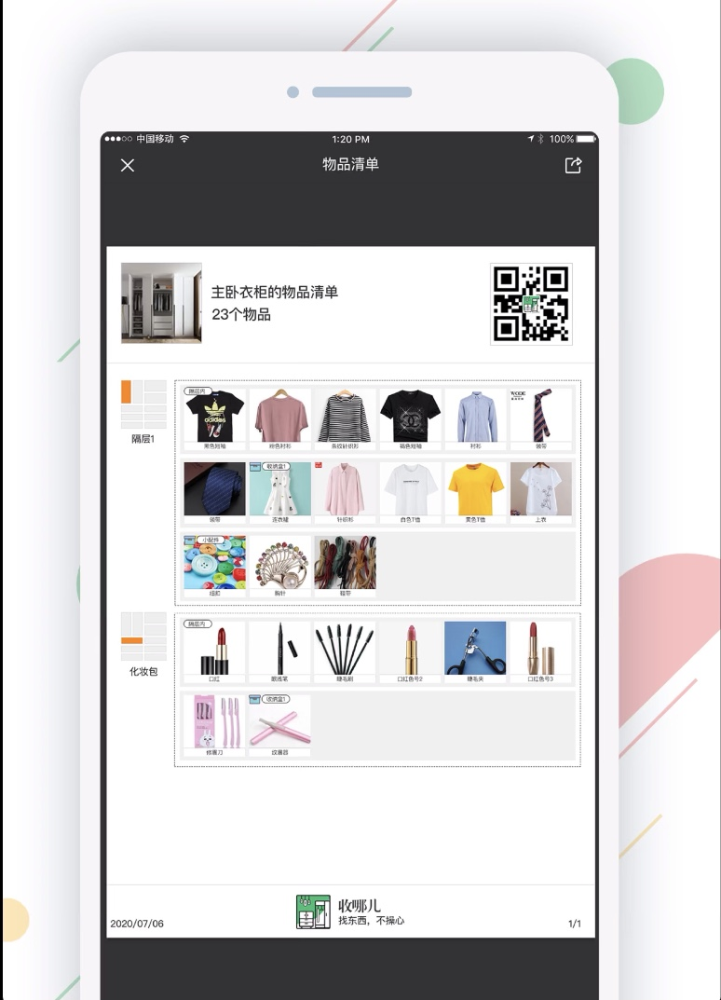 中国移动
1:20 PM
100%
物品清单
主卧衣柜的物品清单
23个物品
隔层1
隔层内
adidas
WODE
黑色短袖
粉色衬衫
条纹针织衫
褐色短袖
衬衫
领带
收纳盒1
领带
连衣裙
针织衫
白色T恤
黄色T恤
上衣
小配件
纽扣
胸针
鞋带
化妆包
隔层内
口红
眼线笔
睫毛刷
口红色号2
睫毛夹
口红色号3
收纳盒1
修眉刀
纹眉器
收哪儿
找东西，不操心
2020/07/06
1/1